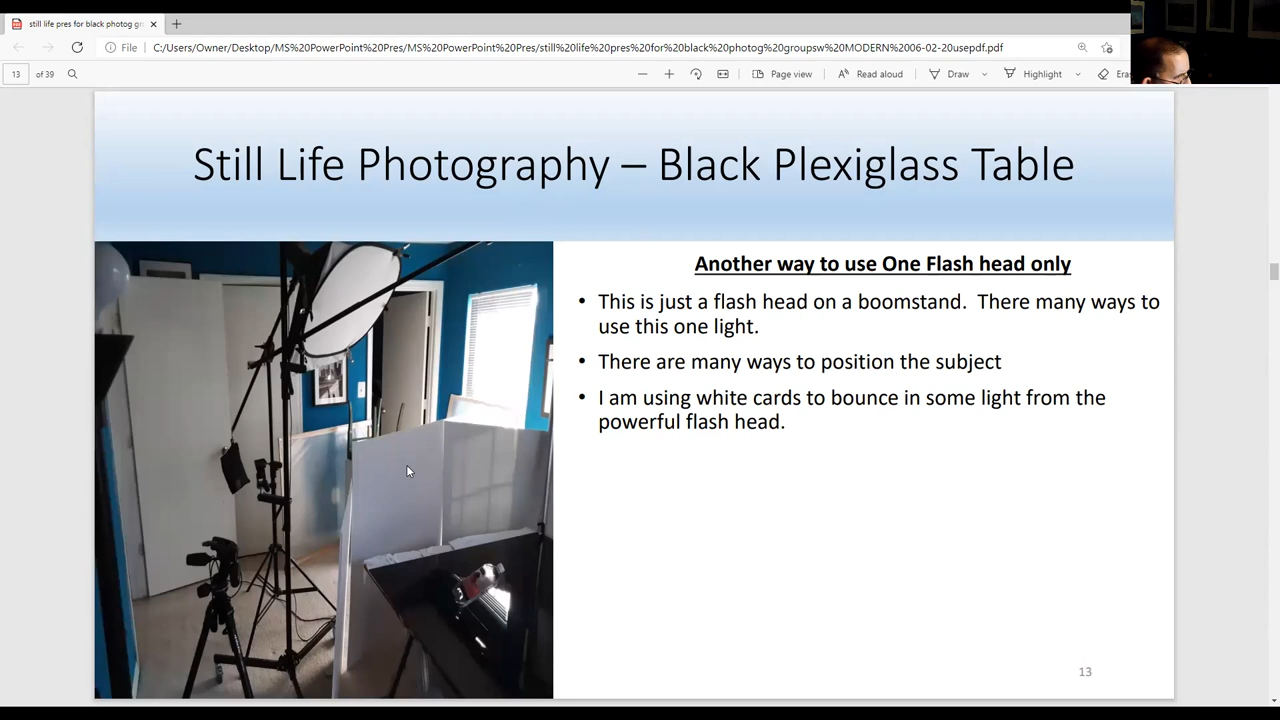 still life pres for black photog gr
File
C:/Users/Owner/Desktop/MS%20PowerPoint%20Pres/MS%20PowerPoint%20Pres/still%20life%20pres%20for%20black%20photog%20groupsw%20MODERN%2006-02-20usepdf.pdf
13 of 39
Page view
Read aloud
Draw
Highlight
Still Life Photography – Black Plexiglass Table
Another way to use One Flash head only
• This is just a flash head on a boomstand. There many ways to
use this one light.
• There are many ways to position the subject
• I am using white cards to bounce in some light from the
powerful flash head.
13